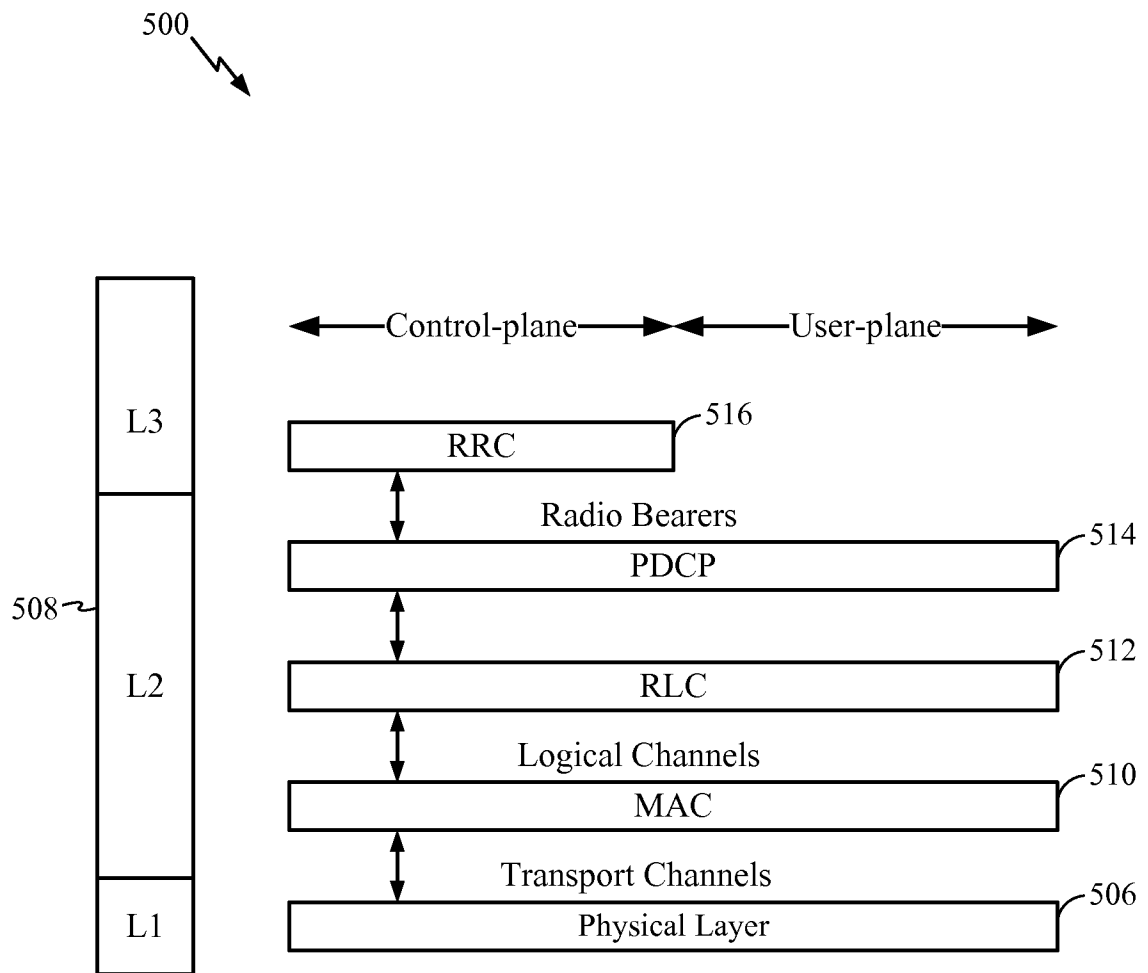 500
Control-plane
User-plane
L3
RRC
516
Radio Bearers
PDCP
514
508
L2
RLC
512
Logical Channels
MAC
510
Transport Channels
L1
Physical Layer
506